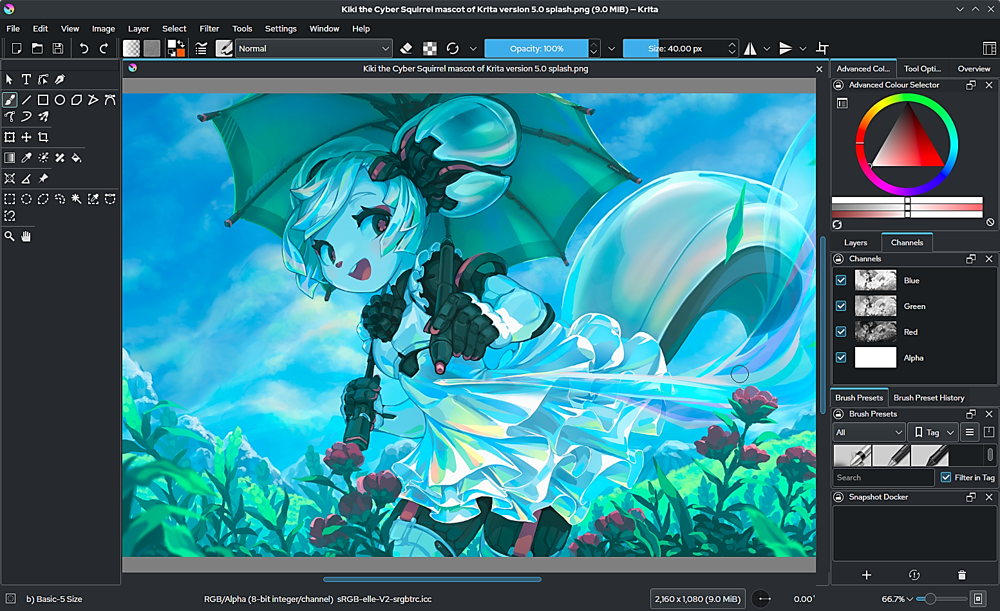 Kiki the Cyber Squirrel mascot of Krita version 5.0 splash.png (9.0 MiB) – Krita
File Edit View Image Layer Select Filter Tools Settings Window Help
Normal Opacity: 100% Size: 40.00 px
Kiki the Cyber Squirrel mascot of Krita version 5.0 splash.png
Advanced Col... Tool Opti... Overview
Advanced Colour Selector
Layers Channels
Channels
Blue
Green
Red
Alpha
Brush Presets Brush Preset History
Brush Presets
All Tag
Search Filter in Tag
Snapshot Docker
b) Basic-5 Size RGB/Alpha (8-bit integer/channel) sRGB-elle-V2-srgbtrc.icc 2,160 x 1,080 (9.0 MiB) 0.00° 66.7%